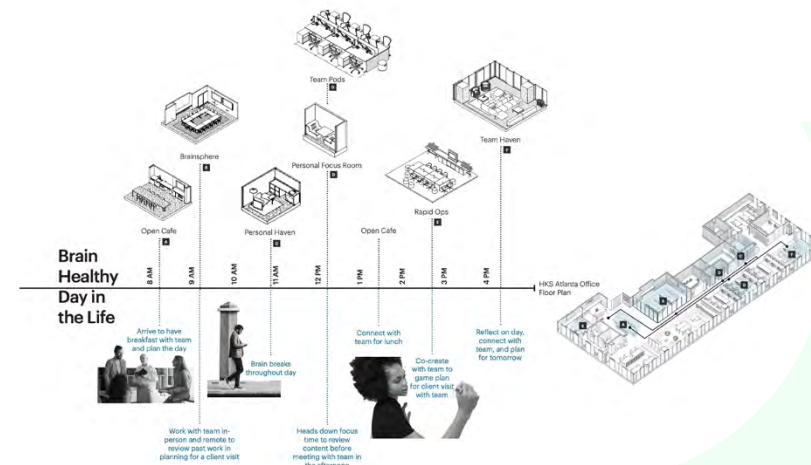 Team Pods
D
Brainsphere
B
Personal Focus Room
D
Team Haven
F
Open Cafe
A
Personal Haven
C
Rapid Ops
E
Open Cafe
Brain
Healthy
Day in
the Life
8 AM
9 AM
10 AM
11 AM
12 PM
1 PM
2 PM
3 PM
4 PM
HKS Atlanta Office
Floor Plan
Arrive to have
breakfast with team
and plan the day
Brain breaks
throughout day
Connect with
team for lunch
Co-create
with team to
game plan
for client visit
with team
Reflect on day,
connect with
team, and plan
for tomorrow
Work with team in-
person and remote to
review past work in
planning for a client visit
Heads down focus
time to review
content before
meeting with team in
the afternoon